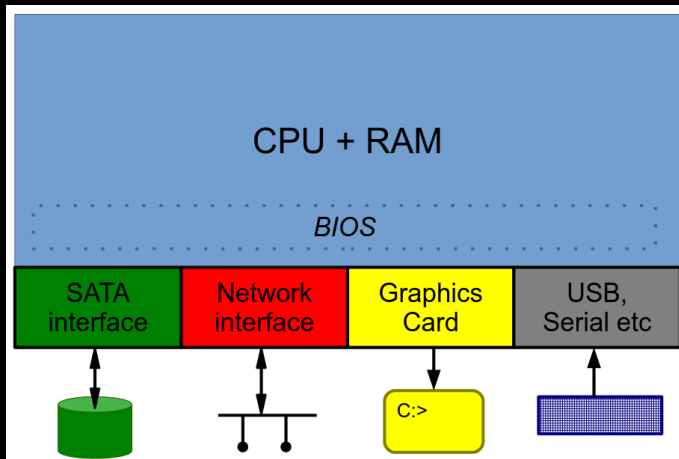 CPU + RAM
BIOS
SATA
interface
Network
interface
Graphics
Card
USB,
Serial etc
C:>